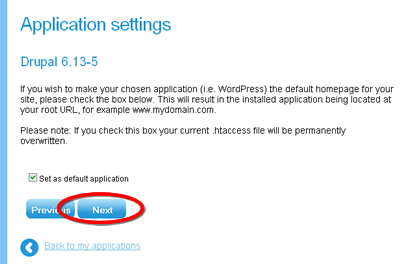 Application settings
Drupal 6.13-5
If you wish to make your chosen application (i.e. WordPress) the default homepage for your
site, please check the box below. This will result in the installed application being located at
your root URL, for example www.mydomain.com.
Please note: If you check this box your current .htaccess file will be permanently
overwritten.
Set as default application
Previous Next
Back to my applications